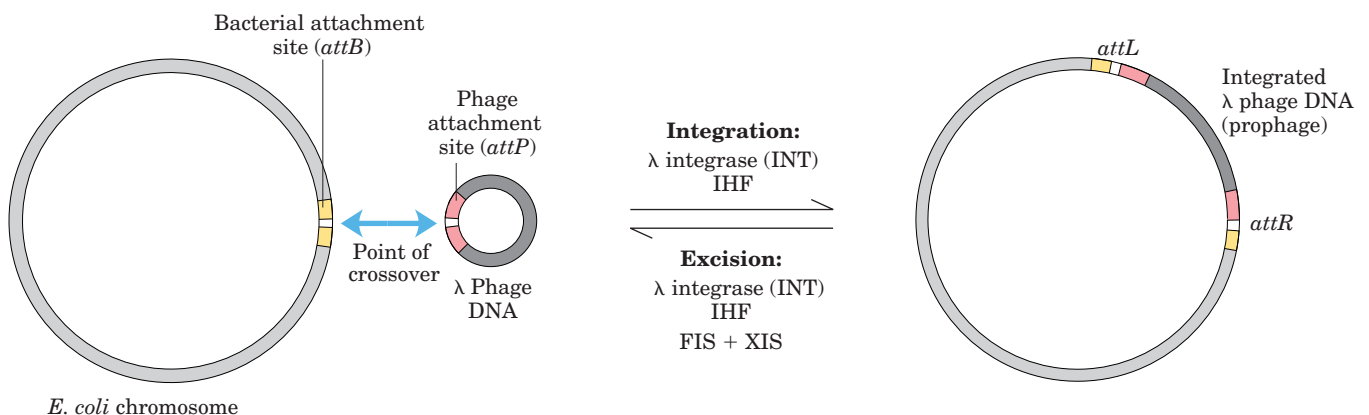 Bacterial attachment
site (attB)
Phage
attachment
site (attP)
Point of
crossover
λ Phage
DNA
E. coli chromosome
Integration:
λ integrase (INT)
IHF
Excision:
λ integrase (INT)
IHF
FIS + XIS
attL
Integrated
λ phage DNA
(prophage)
attR